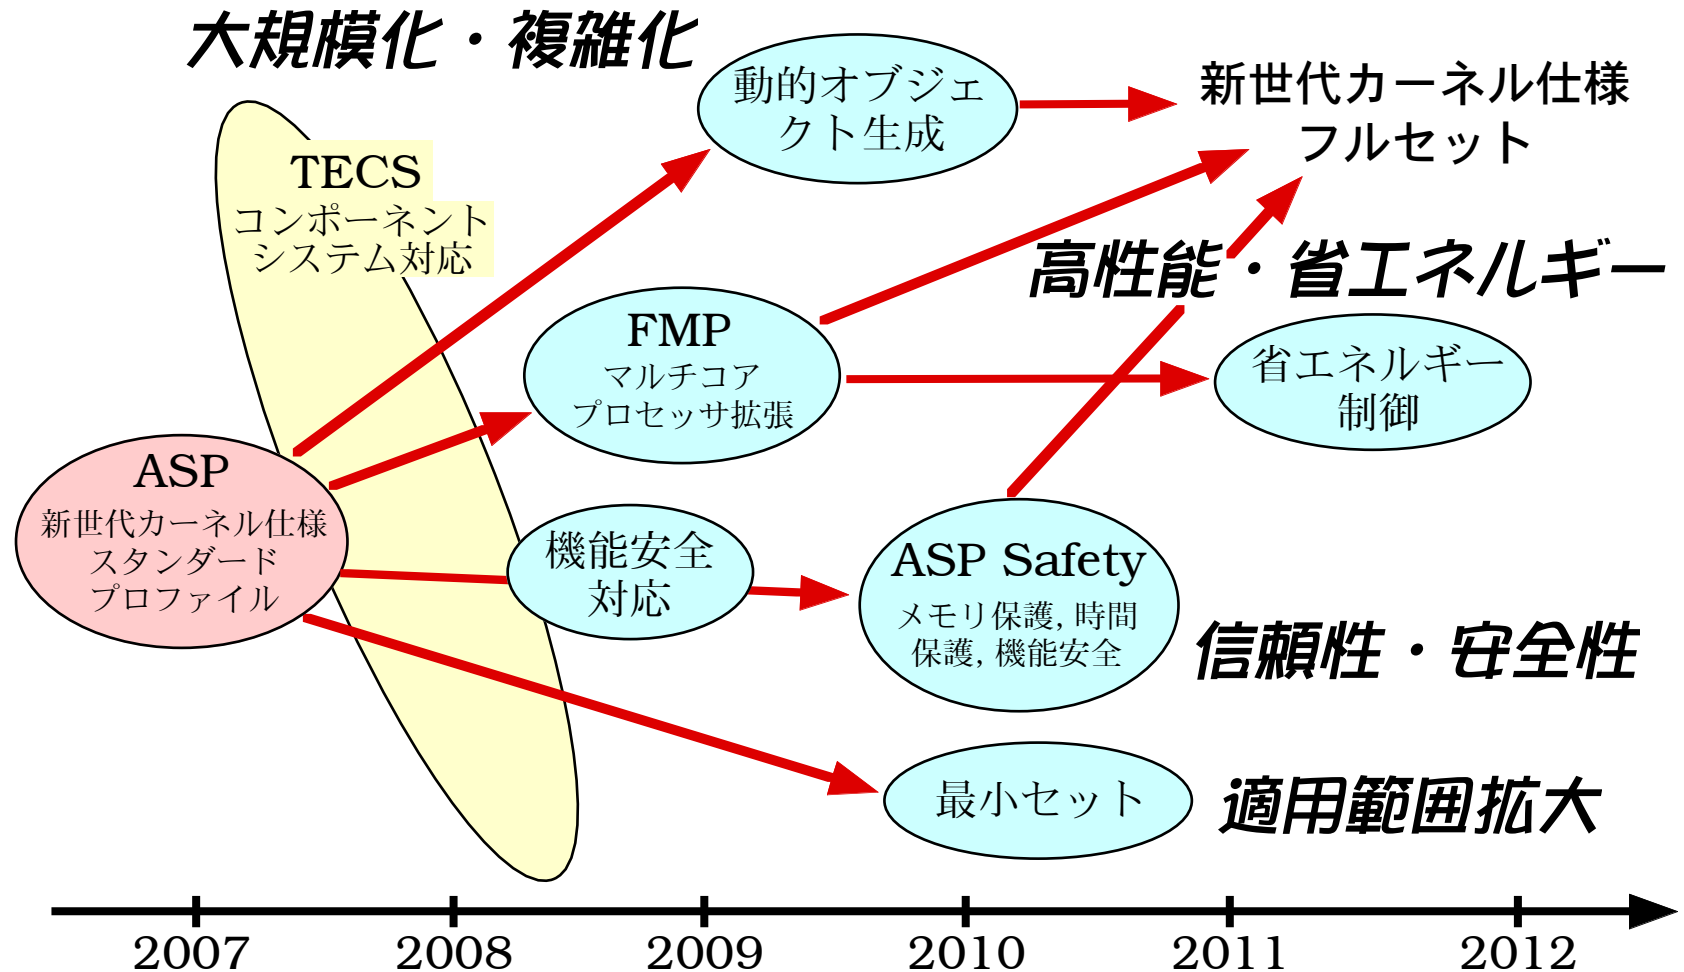 大規模化・複雑化
動的オブジェ
クト生成
新世代カーネル仕様
フルセット
TECS
コンポーネント
システム対応
高性能・省エネルギー
FMP
マルチコア
プロセッサ拡張
省エネルギー
制御
ASP
新世代カーネル仕様
スタンダード
プロファイル
機能安全
対応
ASP Safety
メモリ保護, 時間
保護, 機能安全
信頼性・安全性
最小セット
適用範囲拡大
2007 2008 2009 2010 2011 2012